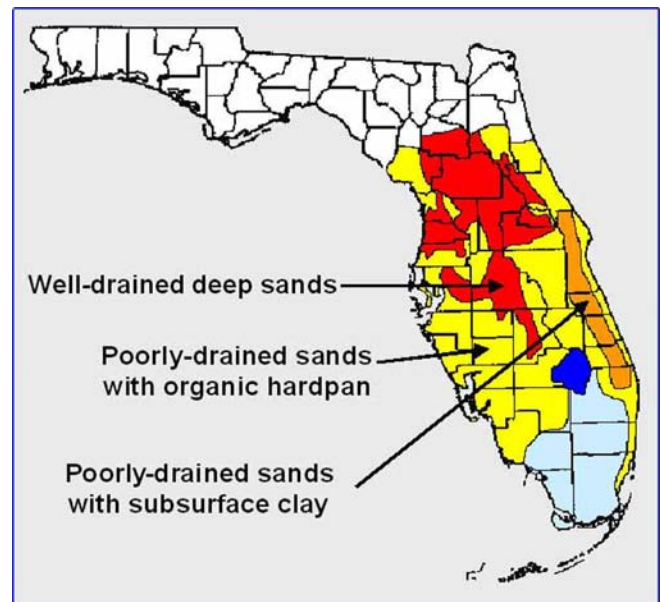 Well-drained deep sands
Poorly-drained sands
with organic hardpan
Poorly-drained sands
with subsurface clay